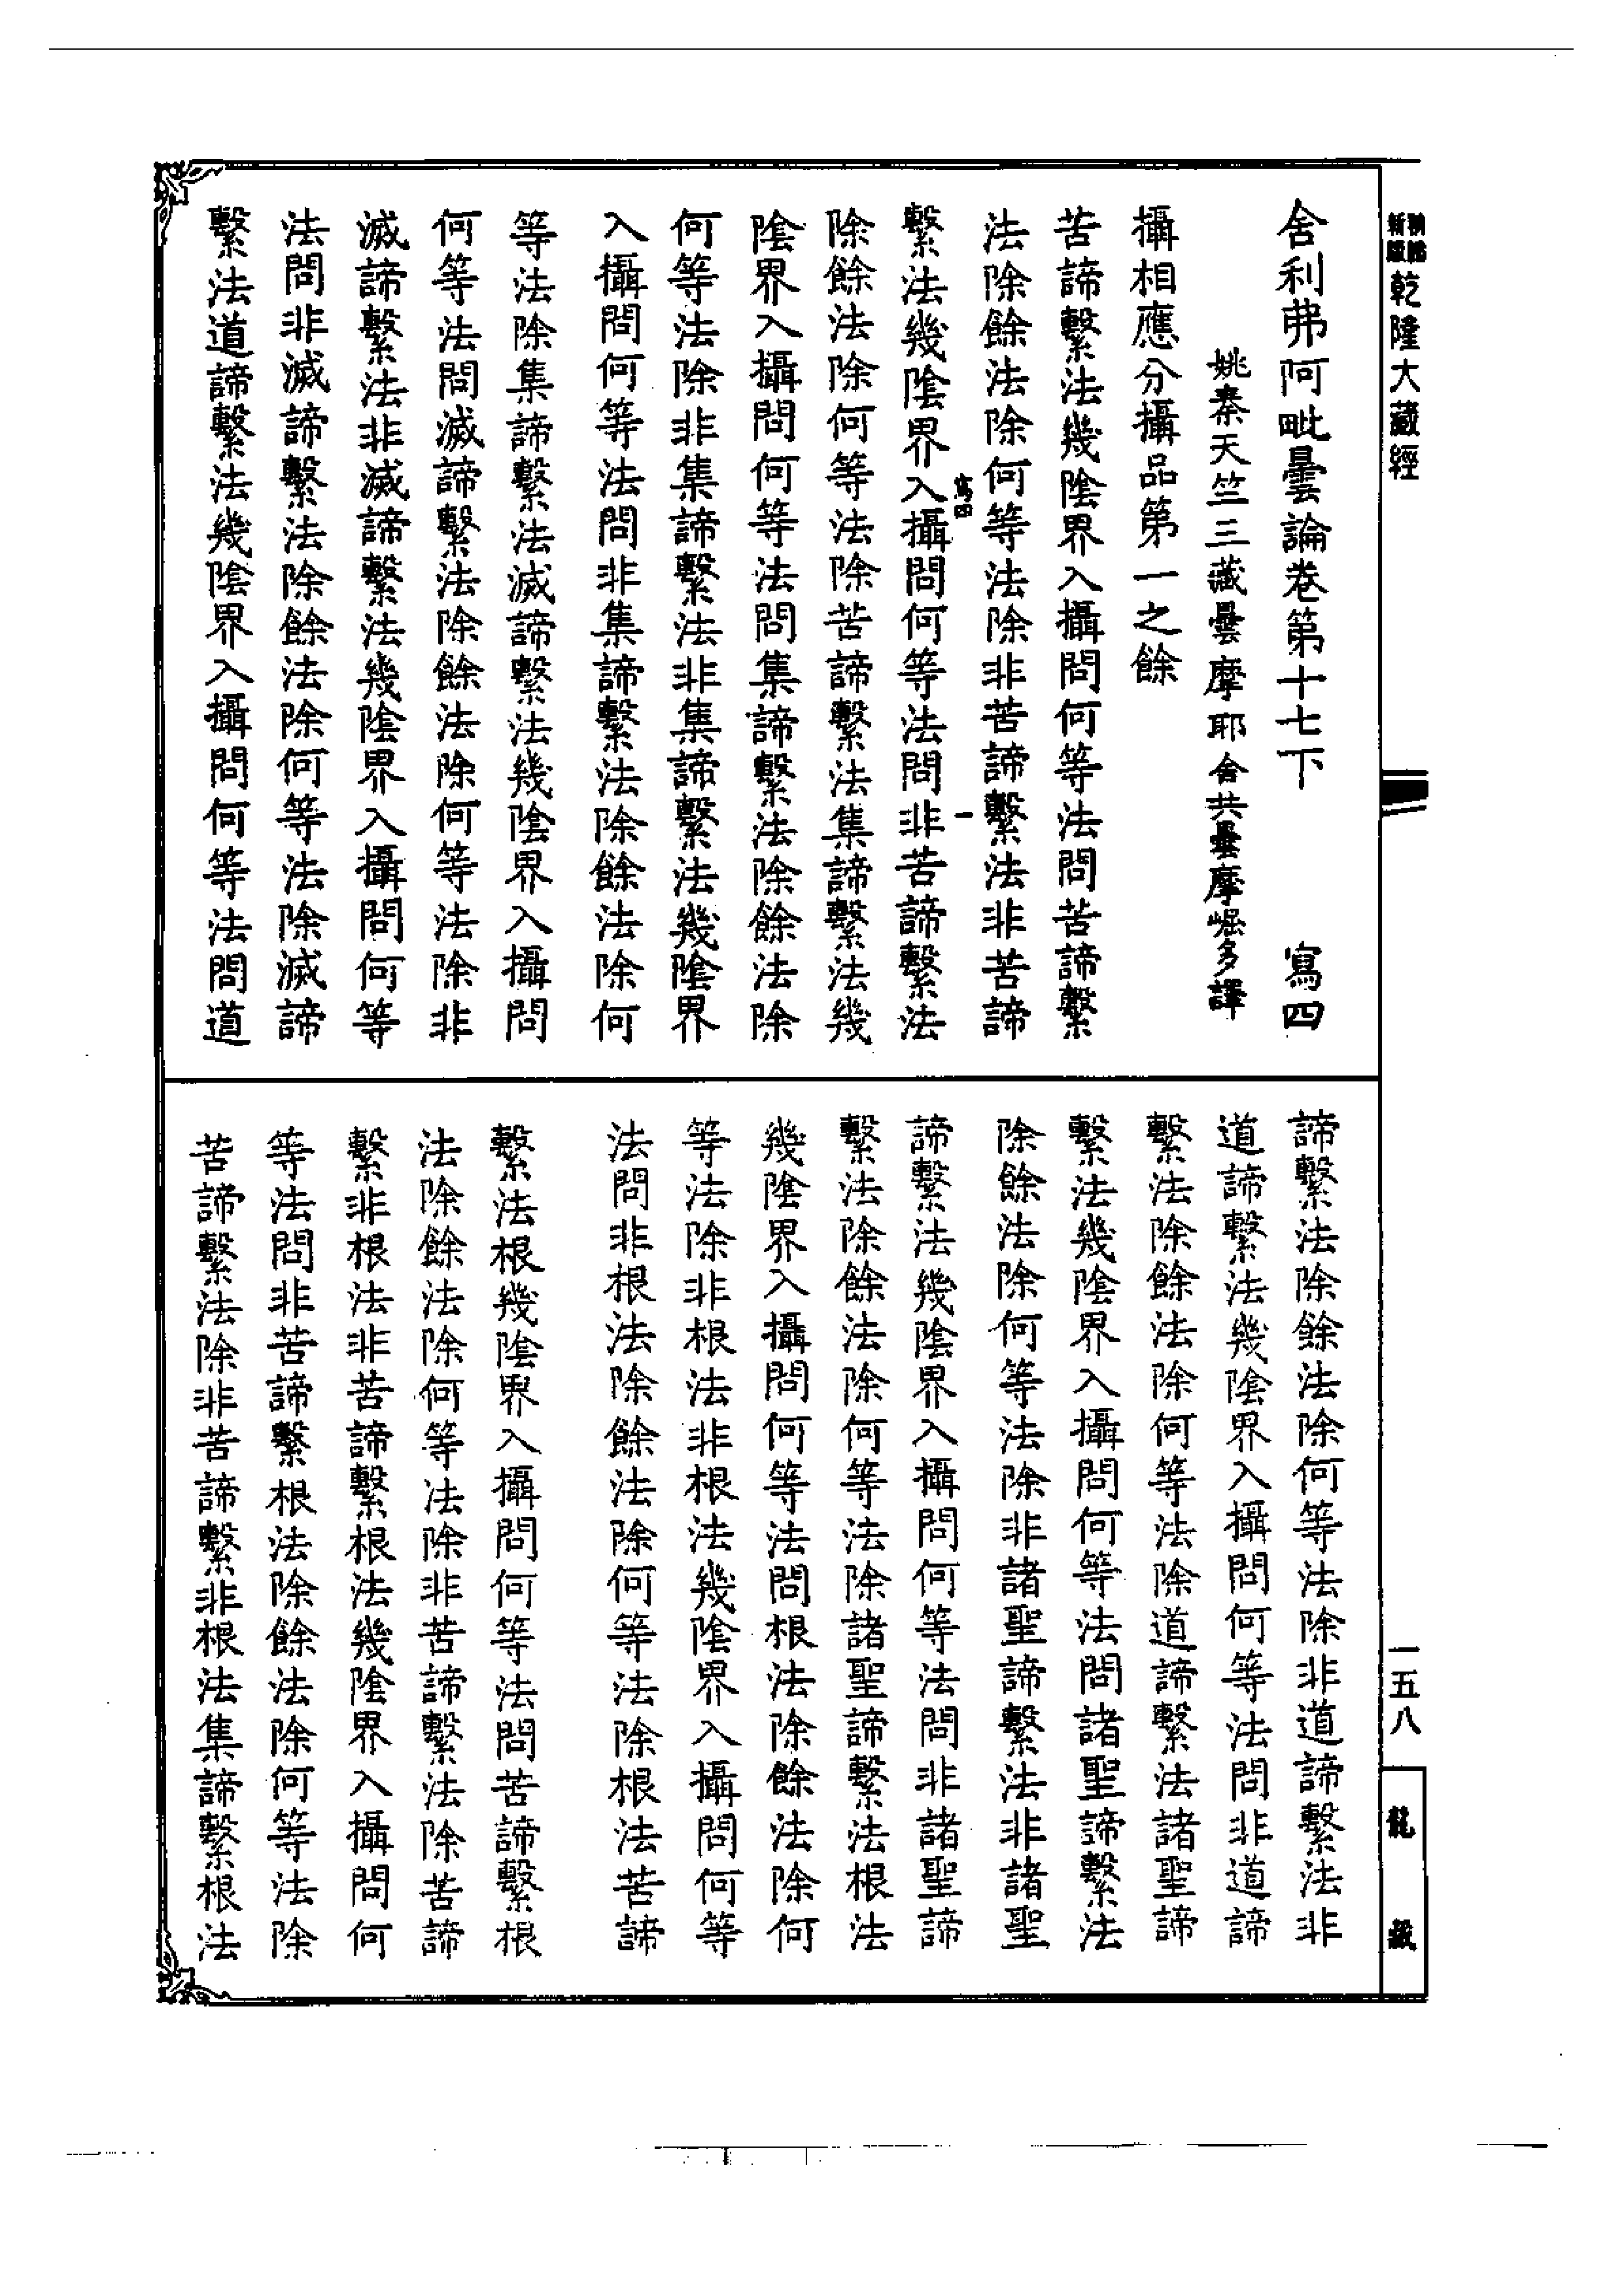 舍利弗阿毗曇論卷第十七下　寫四
姚秦天竺三藏曇摩耶舍共曇摩崛多譯
攝相應分攝品第一之餘
苦諦繫法幾陰界入攝問何等法問苦諦繫
法除餘法除何等法除非苦諦繫法非苦諦
寫四　一
繫法幾陰界入攝問何等法問非苦諦繫法
除餘法除何等法除苦諦繫法集諦繫法幾
陰界入攝問何等法問集諦繫法除餘法除
何等法除非集諦繫法非集諦繫法幾陰界
入攝問何等法問非集諦繫法除餘法除何
等法除集諦繫法滅諦繫法幾陰界入攝問
何等法問滅諦繫法除餘法除何等法除非
滅諦繫法非滅諦繫法幾陰界入攝問何等
法問非滅諦繫法除餘法除何等法除滅諦
繫法道諦繫法幾陰界入攝問何等法問道
諦繫法除餘法除何等法除非道諦繫法非
道諦繫法幾陰界入攝問何等法問非道諦
繫法除餘法除何等法除道諦繫法諸聖諦
繫法幾陰界入攝問何等法問諸聖諦繫法
除餘法除何等法除非諸聖諦繫法非諸聖
諦繫法幾陰界入攝問何等法問非諸聖諦
繫法除餘法除何等法除諸聖諦繫法根法
幾陰界入攝問何等法問根法除餘法除何
等法除非根法非根法幾陰界入攝問何等
法問非根法除餘法除何等法除根法苦諦
繫法根幾陰界入攝問何等法問苦諦繫根
法除餘法除何等法除非苦諦繫法除苦諦
繫非根法非苦諦繫根法幾陰界入攝問何
等法問非苦諦繫根法除餘法除何等法除
苦諦繫法除非苦諦繫非根法集諦繫根法
新編
新版
乾隆大藏經
一五八
龍
藏